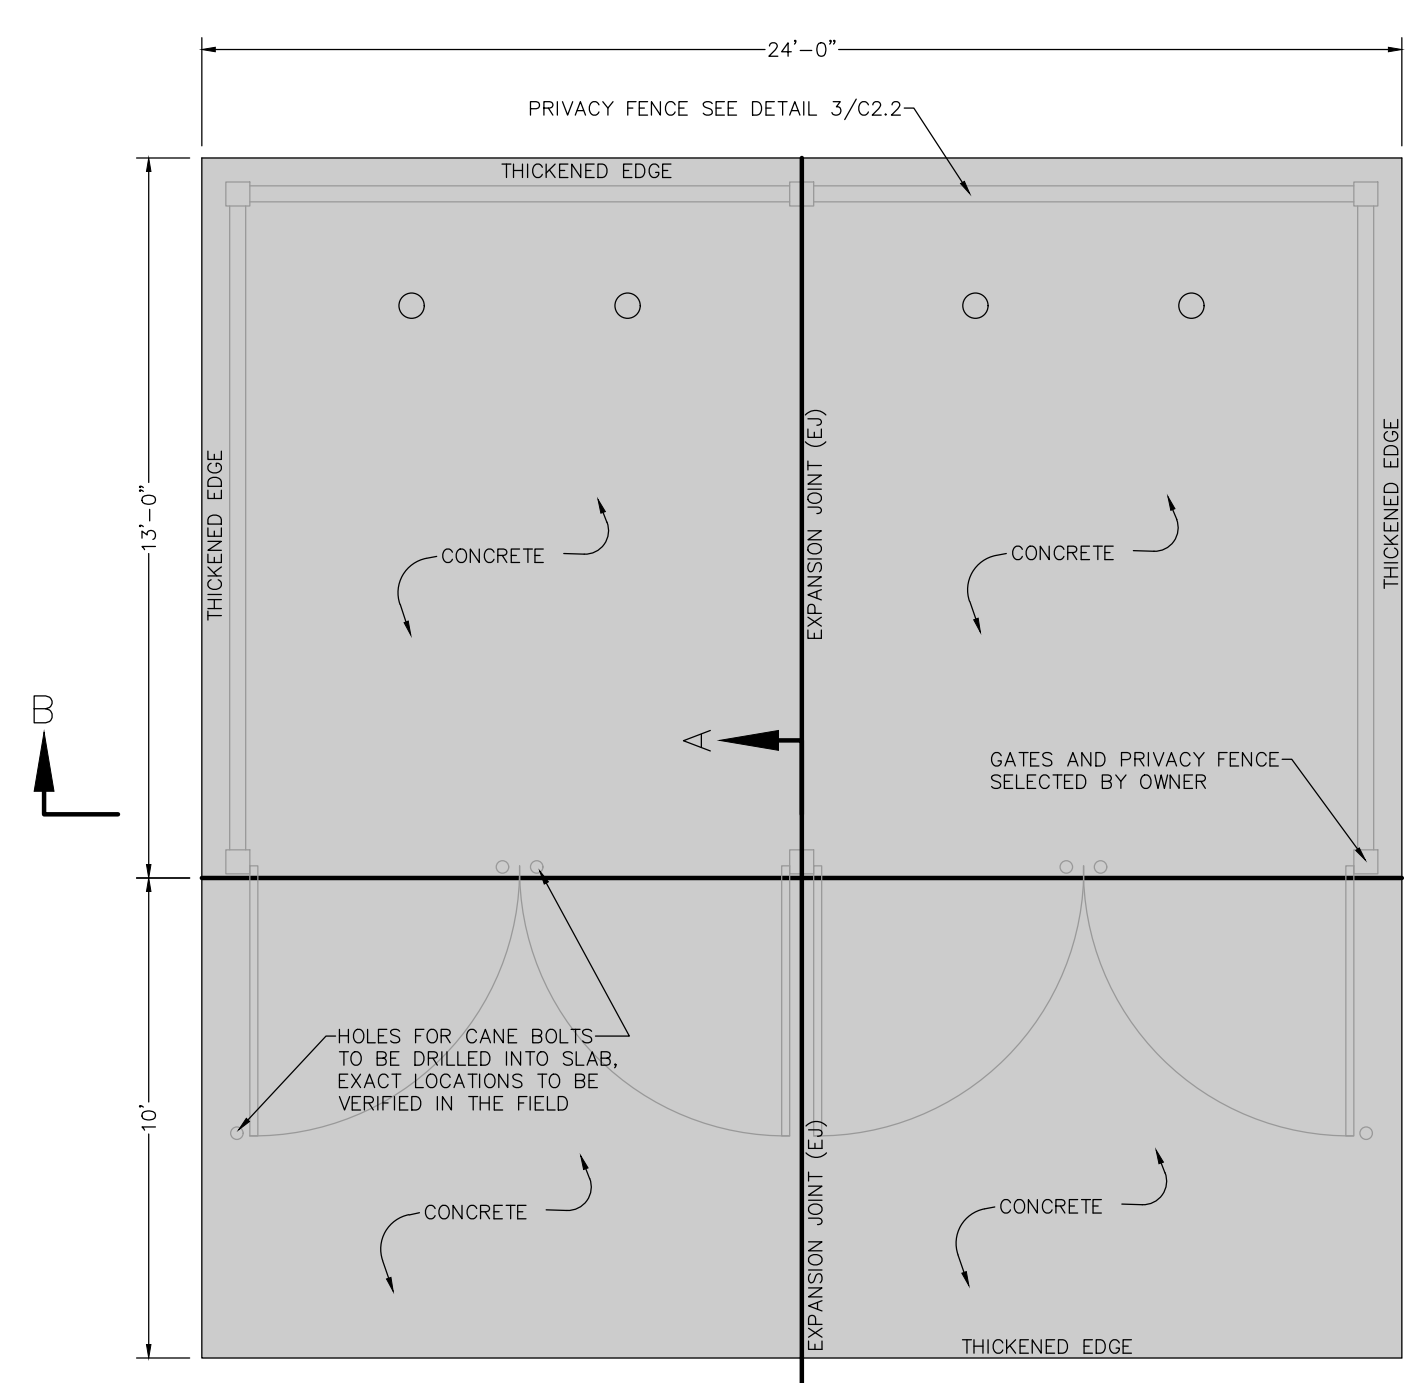 24'-0"
PRIVACY FENCE SEE DETAIL 3/C2.2
THICKENED EDGE
THICKENED EDGE
13'-0"
EXPANSION JOINT (EJ)
THICKENED EDGE
CONCRETE
CONCRETE
B
A
GATES AND PRIVACY FENCE
SELECTED BY OWNER
HOLES FOR CANE BOLTS
TO BE DRILLED INTO SLAB,
EXACT LOCATIONS TO BE
VERIFIED IN THE FIELD
10'
EXPANSION JOINT (EJ)
CONCRETE
CONCRETE
THICKENED EDGE